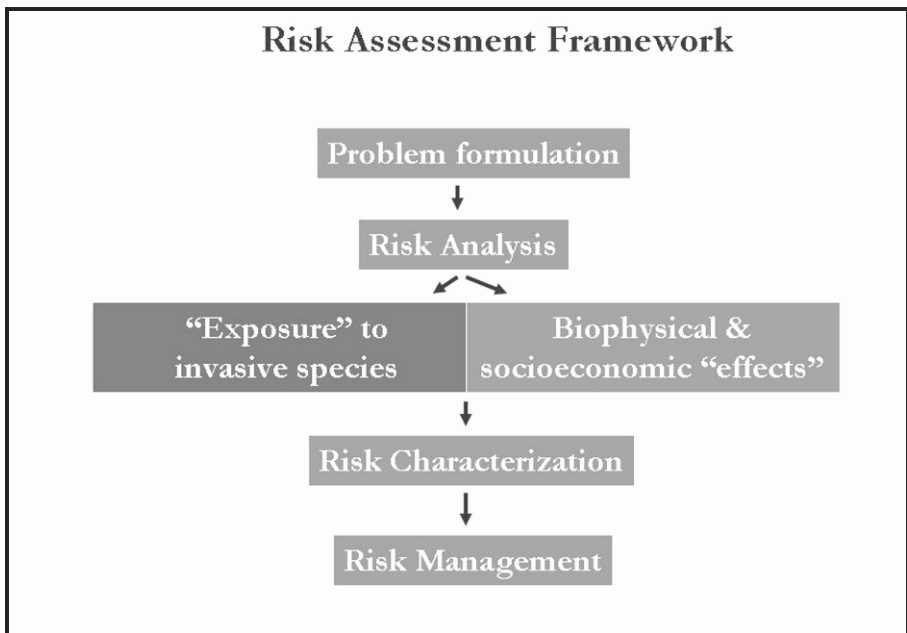 Risk Assessment Framework
Problem formulation
Risk Analysis
“Exposure” to
invasive species
Biophysical &
socioeconomic “effects”
Risk Characterization
Risk Management